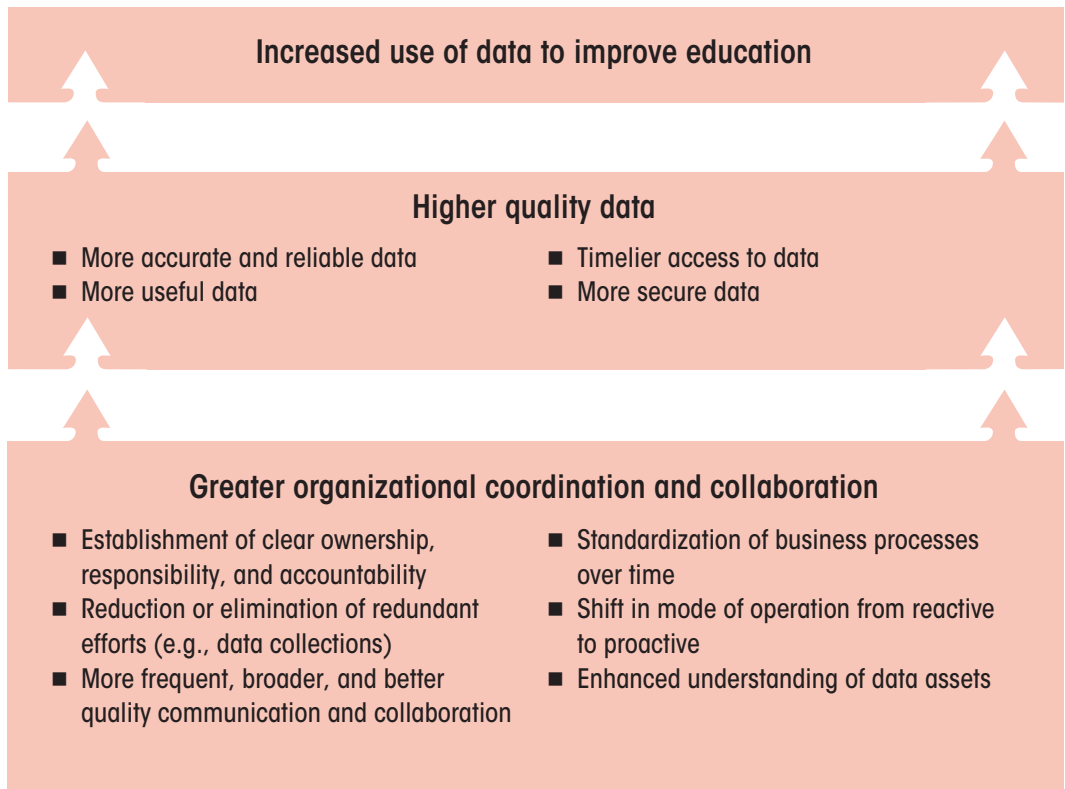 Increased use of data to improve education
Higher quality data
■ More accurate and reliable data
■ More useful data
■ Timelier access to data
■ More secure data
Greater organizational coordination and collaboration
■ Establishment of clear ownership,
responsibility, and accountability
■ Reduction or elimination of redundant
efforts (e.g., data collections)
■ More frequent, broader, and better
quality communication and collaboration
■ Standardization of business processes
over time
■ Shift in mode of operation from reactive
to proactive
■ Enhanced understanding of data assets